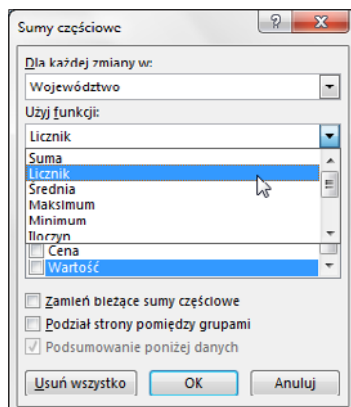 Sumy częściowe
Dla każdej zmiany w:
Województwo
Użyj funkcji:
Licznik
Suma
Licznik
Średnia
Maksimum
Minimum
Iloczyn
Cena
Wartość
Zamień bieżące sumy częściowe
Podział strony pomiędzy grupami
Podsumowanie poniżej danych
Usuń wszystko
OK
Anuluj